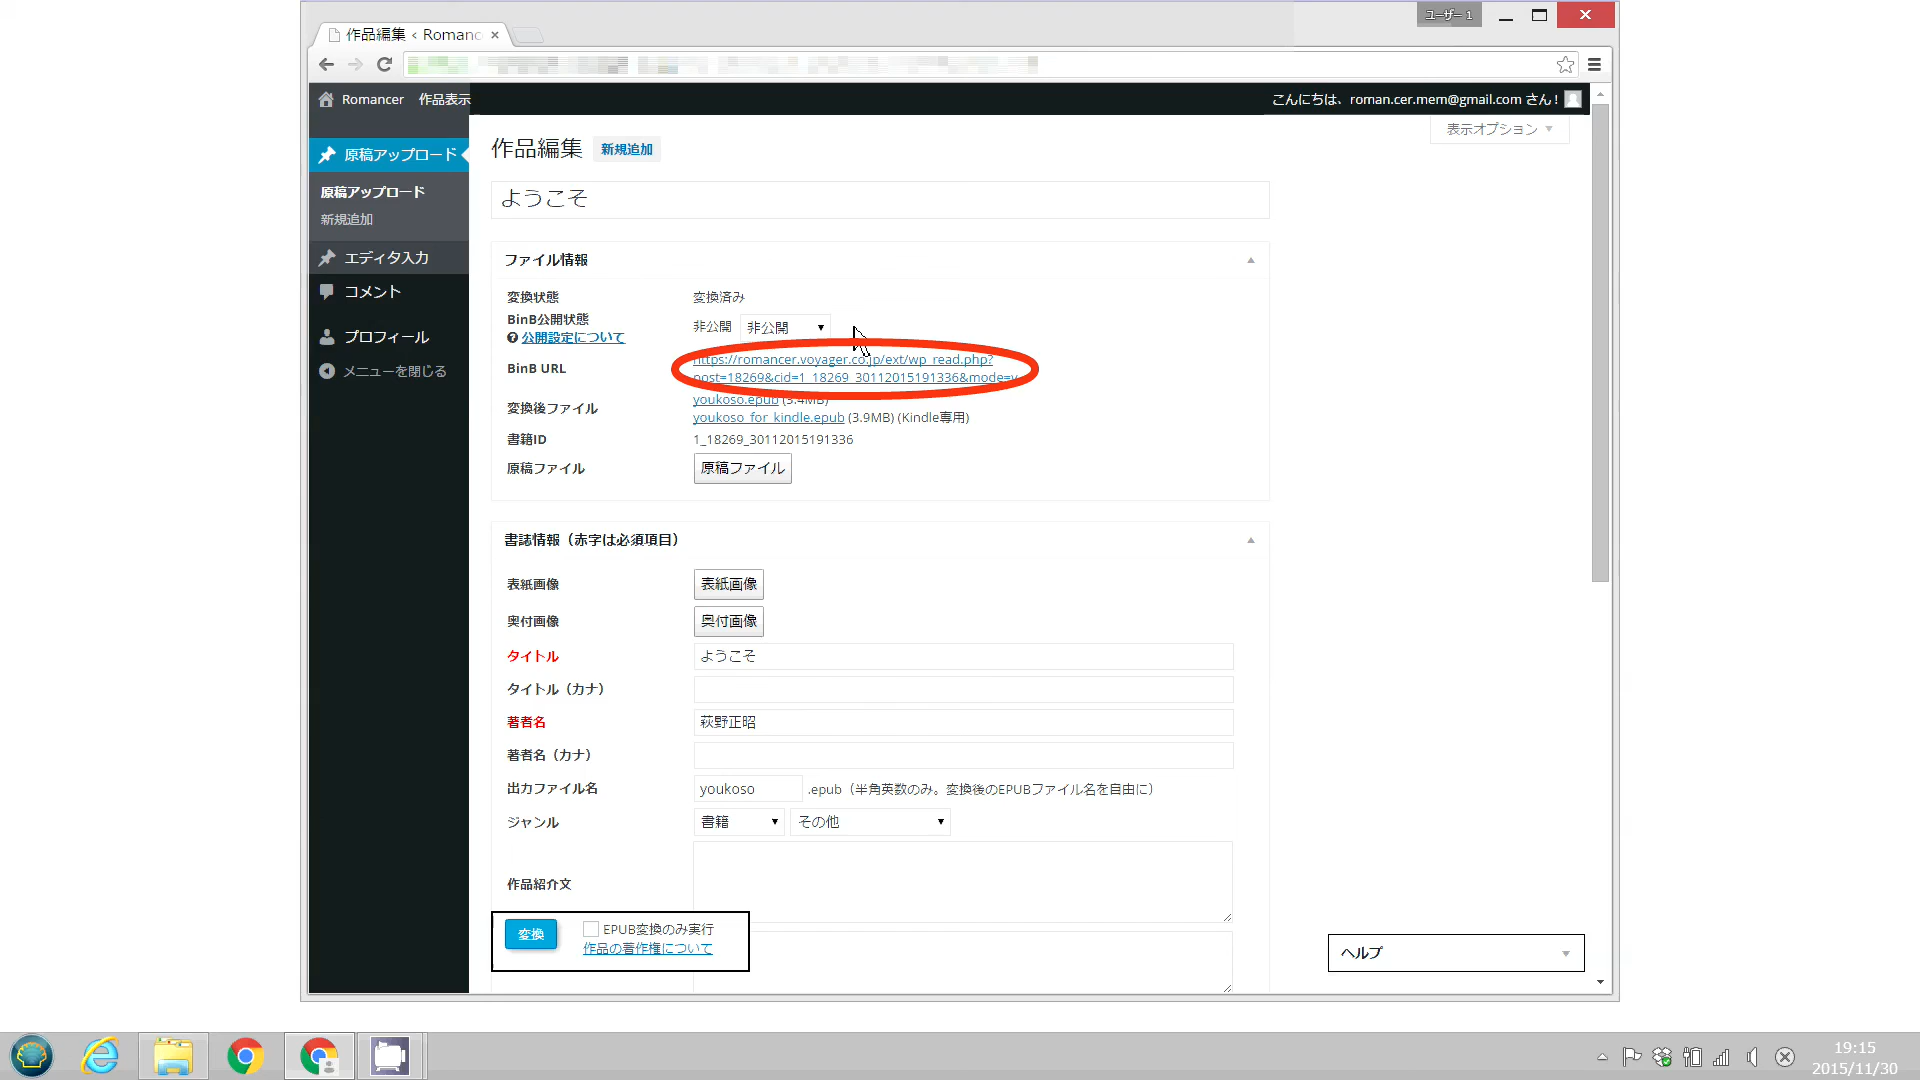 ユーザー 1
作品編集 ‹ Romanc
Romancer 作品表示
こんにちは、roman.cer.mem@gmail.com さん!
表示オプション
原稿アップロード
原稿アップロード
新規追加
エディタ入力
コメント
プロフィール
メニューを閉じる
作品編集 新規追加
ようこそ
ファイル情報
変換状態 変換済み
BinB公開状態 非公開 非公開
公開設定について
BinB URL https://romancer.voyager.co.jp/ext/wp_read.php?
post=18269&cid=1_18269_30112015191336&mode=v
変換後ファイル youkoso.epub (3.4MB)
youkoso_for_kindle.epub (3.9MB) (Kindle専用)
書籍ID 1_18269_30112015191336
原稿ファイル 原稿ファイル
書誌情報（赤字は必須項目）
表紙画像 表紙画像
奥付画像 奥付画像
タイトル ようこそ
タイトル（カナ）
著者名 萩野正昭
著者名（カナ）
出力ファイル名 youkoso .epub（半角英数のみ。変換後のEPUBファイル名を自由に）
ジャンル 書籍 その他
作品紹介文
変換 EPUB変換のみ実行
作品の著作権について
ヘルプ
19:15
2015/11/30